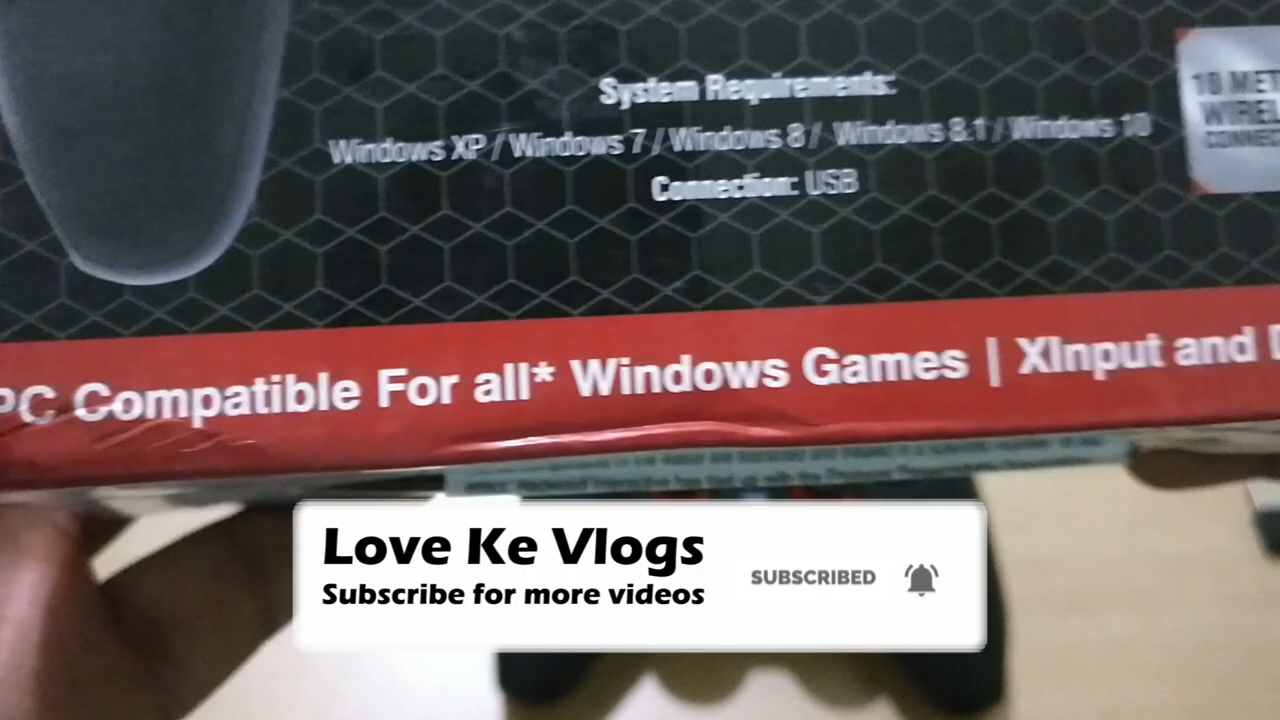 System Requirements:
Windows XP / Windows 7 / Windows 8 / Windows 8.1 / Windows 10
Connection: USB
10 
PC Compatible For all* Windows Games | XInput and
Love Ke Vlogs
Subscribe for more videos
SUBSCRIBED